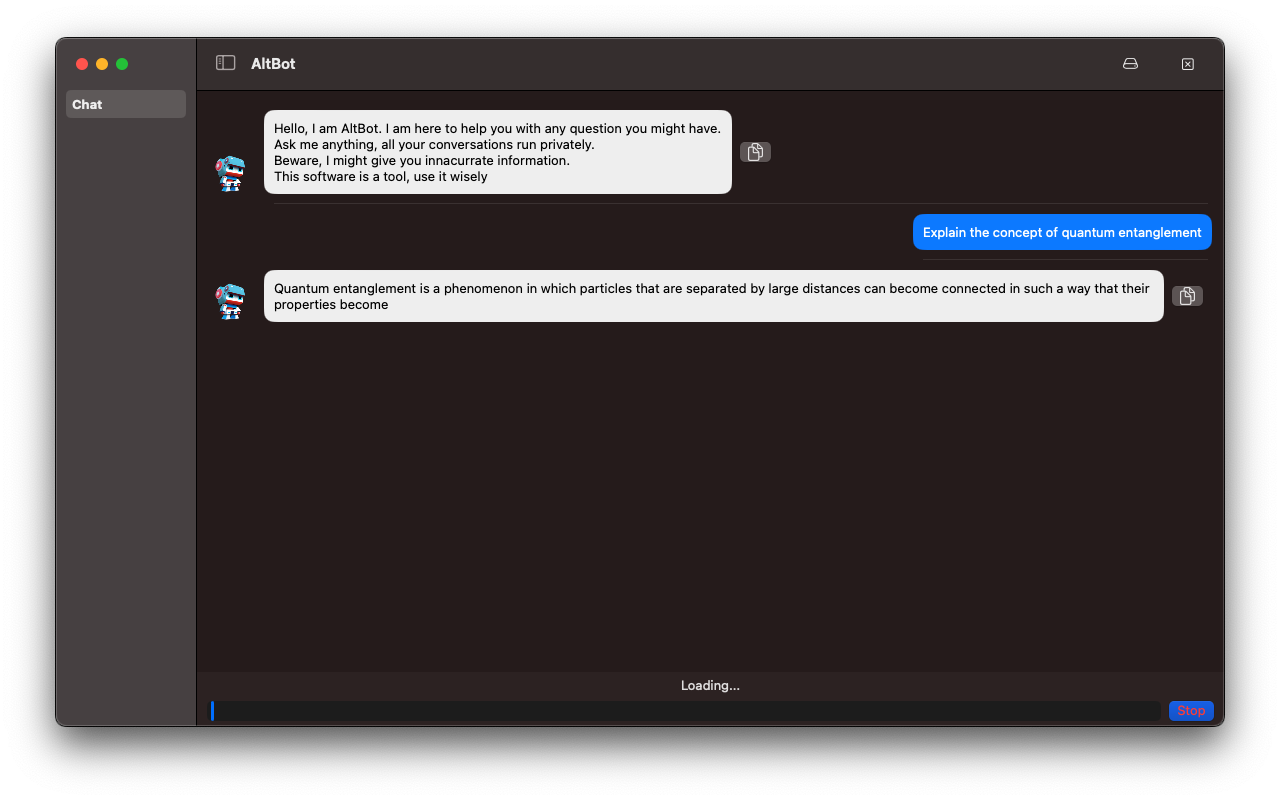 AltBot
Chat
Hello, I am AltBot. I am here to help you with any question you might have.
Ask me anything, all your conversations run privately.
Beware, I might give you innacurrate information.
This software is a tool, use it wisely
Explain the concept of quantum entanglement
Quantum entanglement is a phenomenon in which particles that are separated by large distances can become connected in such a way that their
properties become
Loading...
Stop